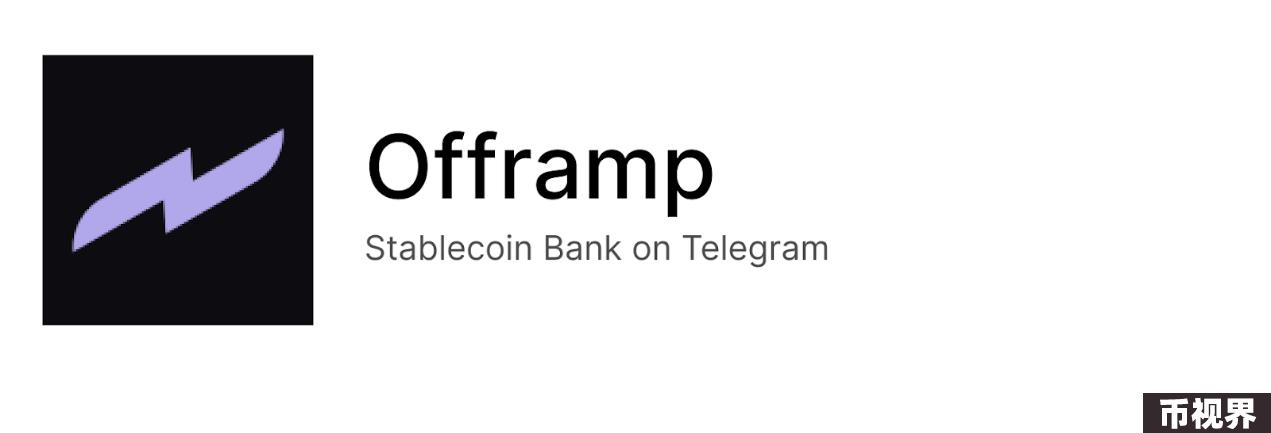 Offramp
Stablecoin Bank on Telegram
币视界